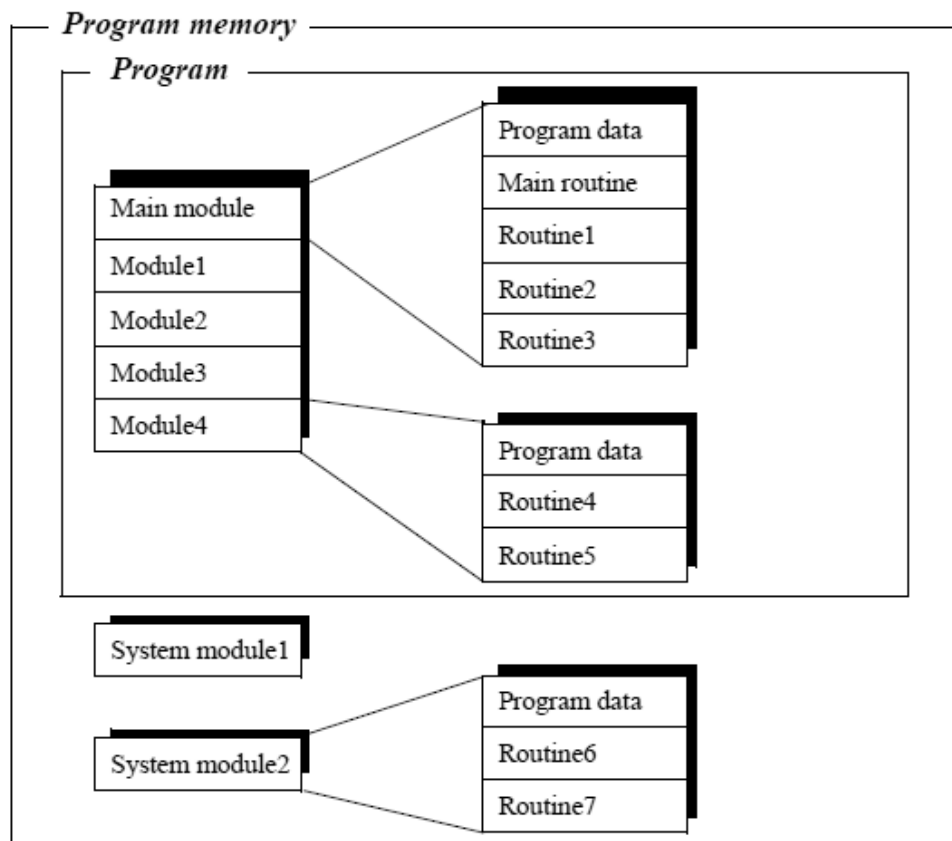 Program memory
Program
Main module
Module1
Module2
Module3
Module4
Program data
Main routine
Routine1
Routine2
Routine3
Program data
Routine4
Routine5
System module1
System module2
Program data
Routine6
Routine7